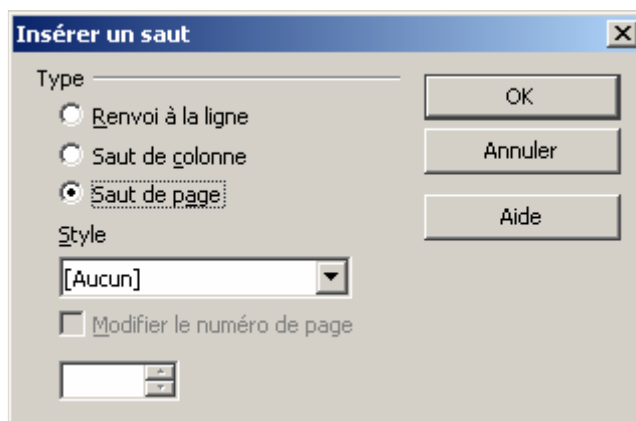 Insérer un saut
Type
Renvoi à la ligne
Saut de colonne
Saut de page
Style
[Aucun]
Modifier le numéro de page
OK
Annuler
Aide